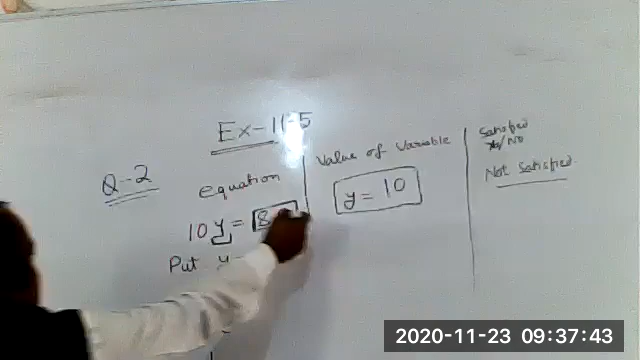 Ex-11.5
Q-2
equation
Value of Variable
Satisfied
Yes/No
10y = 8
y = 10
Not Satisfied
Put y=
2020-11-23 09:37:43